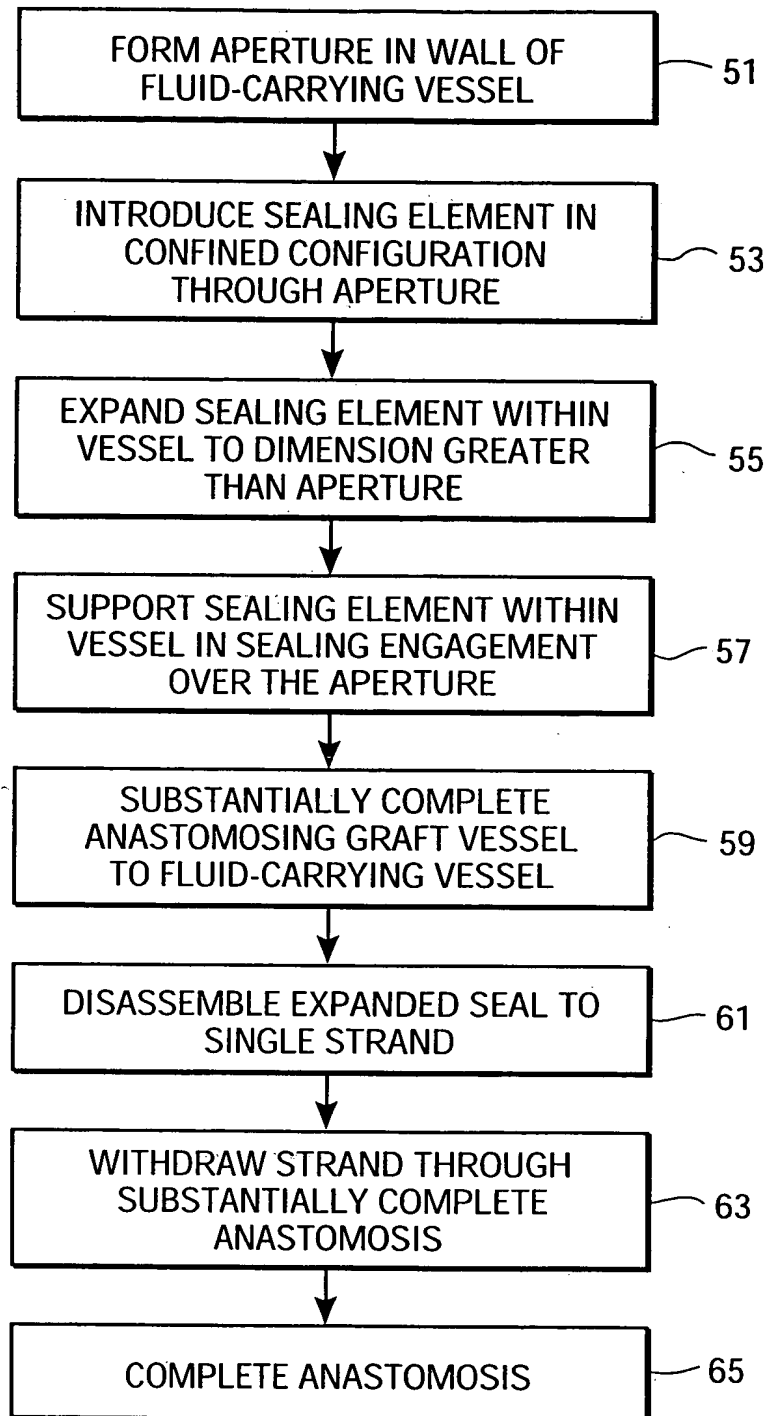 FORM APERTURE IN WALL OF
FLUID-CARRYING VESSEL
51
INTRODUCE SEALING ELEMENT IN
CONFINED CONFIGURATION
THROUGH APERTURE
53
EXPAND SEALING ELEMENT WITHIN
VESSEL TO DIMENSION GREATER
THAN APERTURE
55
SUPPORT SEALING ELEMENT WITHIN
VESSEL IN SEALING ENGAGEMENT
OVER THE APERTURE
57
SUBSTANTIALLY COMPLETE
ANASTOMOSING GRAFT VESSEL
TO FLUID-CARRYING VESSEL
59
DISASSEMBLE EXPANDED SEAL TO
SINGLE STRAND
61
WITHDRAW STRAND THROUGH
SUBSTANTIALLY COMPLETE
ANASTOMOSIS
63
COMPLETE ANASTOMOSIS
65